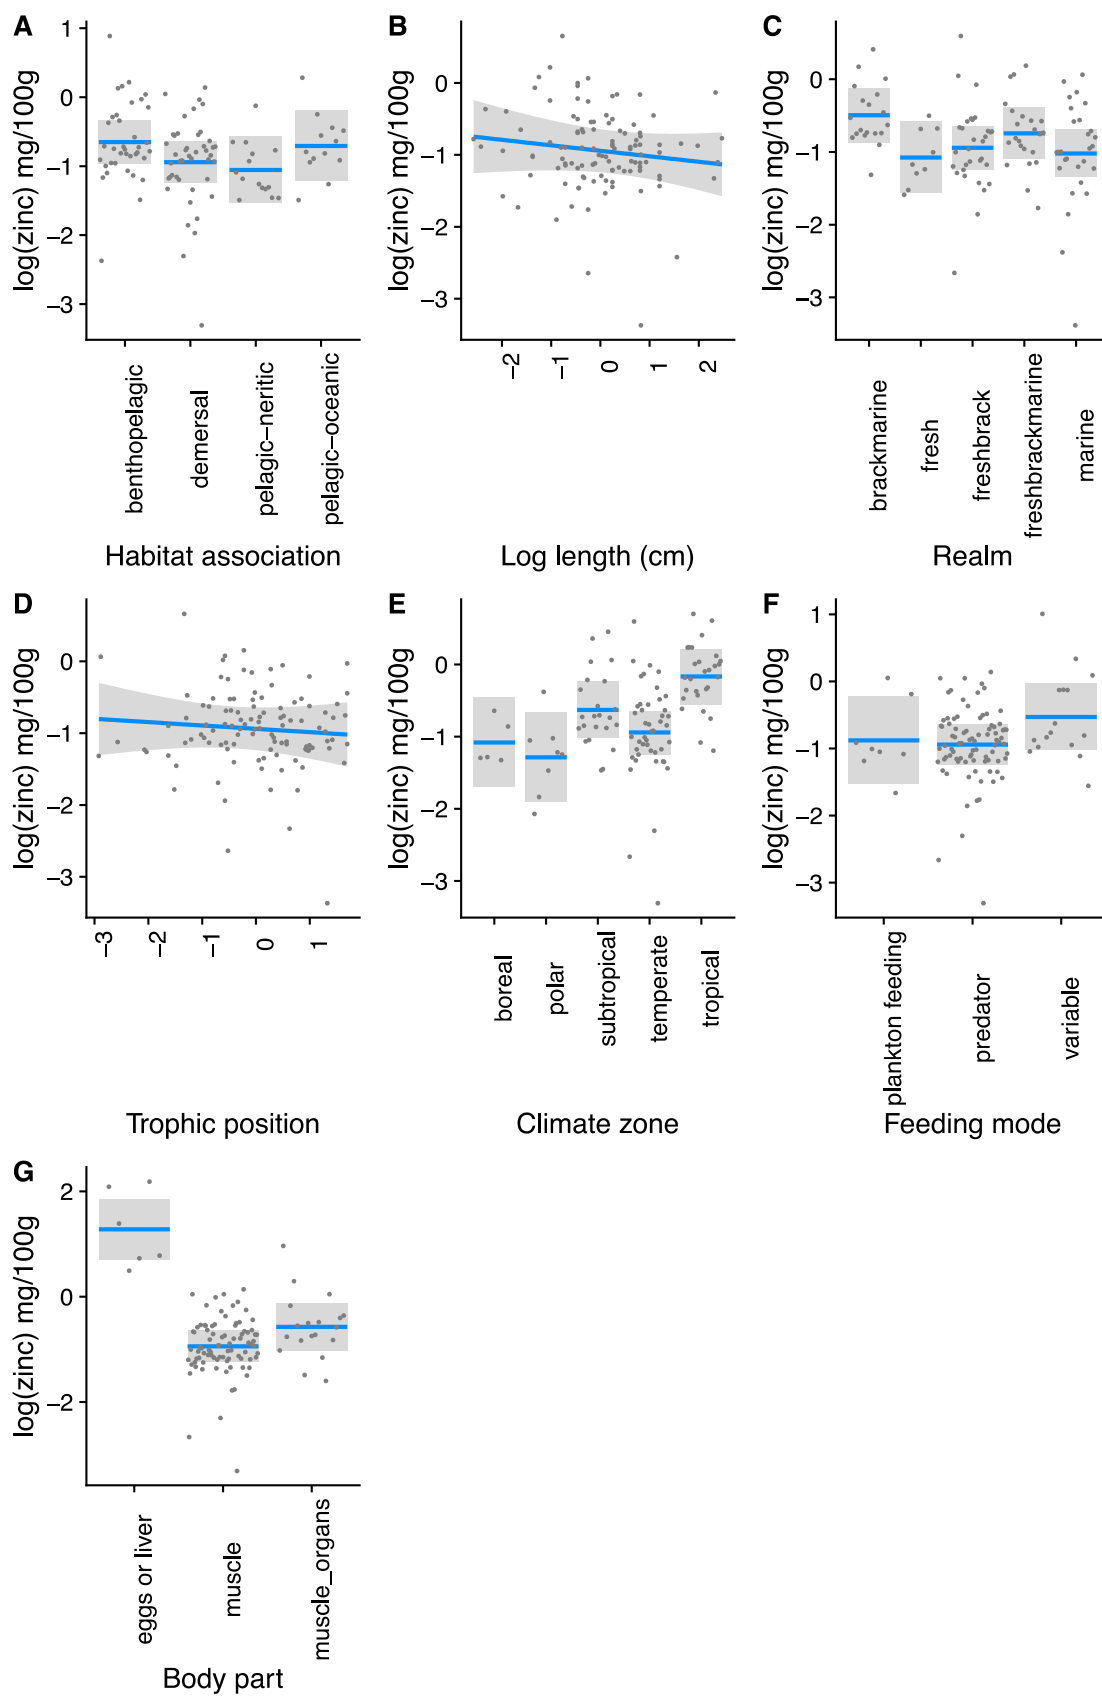 A
log(zinc) mg/100g
1
0
−1
−2
−3
benthopelagic
demersal
pelagic−neritic
pelagic−oceanic
Habitat association
B
log(zinc) mg/100g
0
−1
−2
−3
−2
−1
0
1
2
Log length (cm)
C
log(zinc) mg/100g
0
−1
−2
−3
brackmarine
fresh
freshbrack
freshbrackmarine
marine
Realm
D
log(zinc) mg/100g
0
−1
−2
−3
−3
−2
−1
0
1
Trophic position
E
log(zinc) mg/100g
0
−1
−2
−3
boreal
polar
subtropical
temperate
tropical
Climate zone
F
log(zinc) mg/100g
1
0
−1
−2
−3
plankton feeding
predator
variable
Feeding mode
G
log(zinc) mg/100g
2
0
−2
eggs or liver
muscle
muscle_organs
Body part